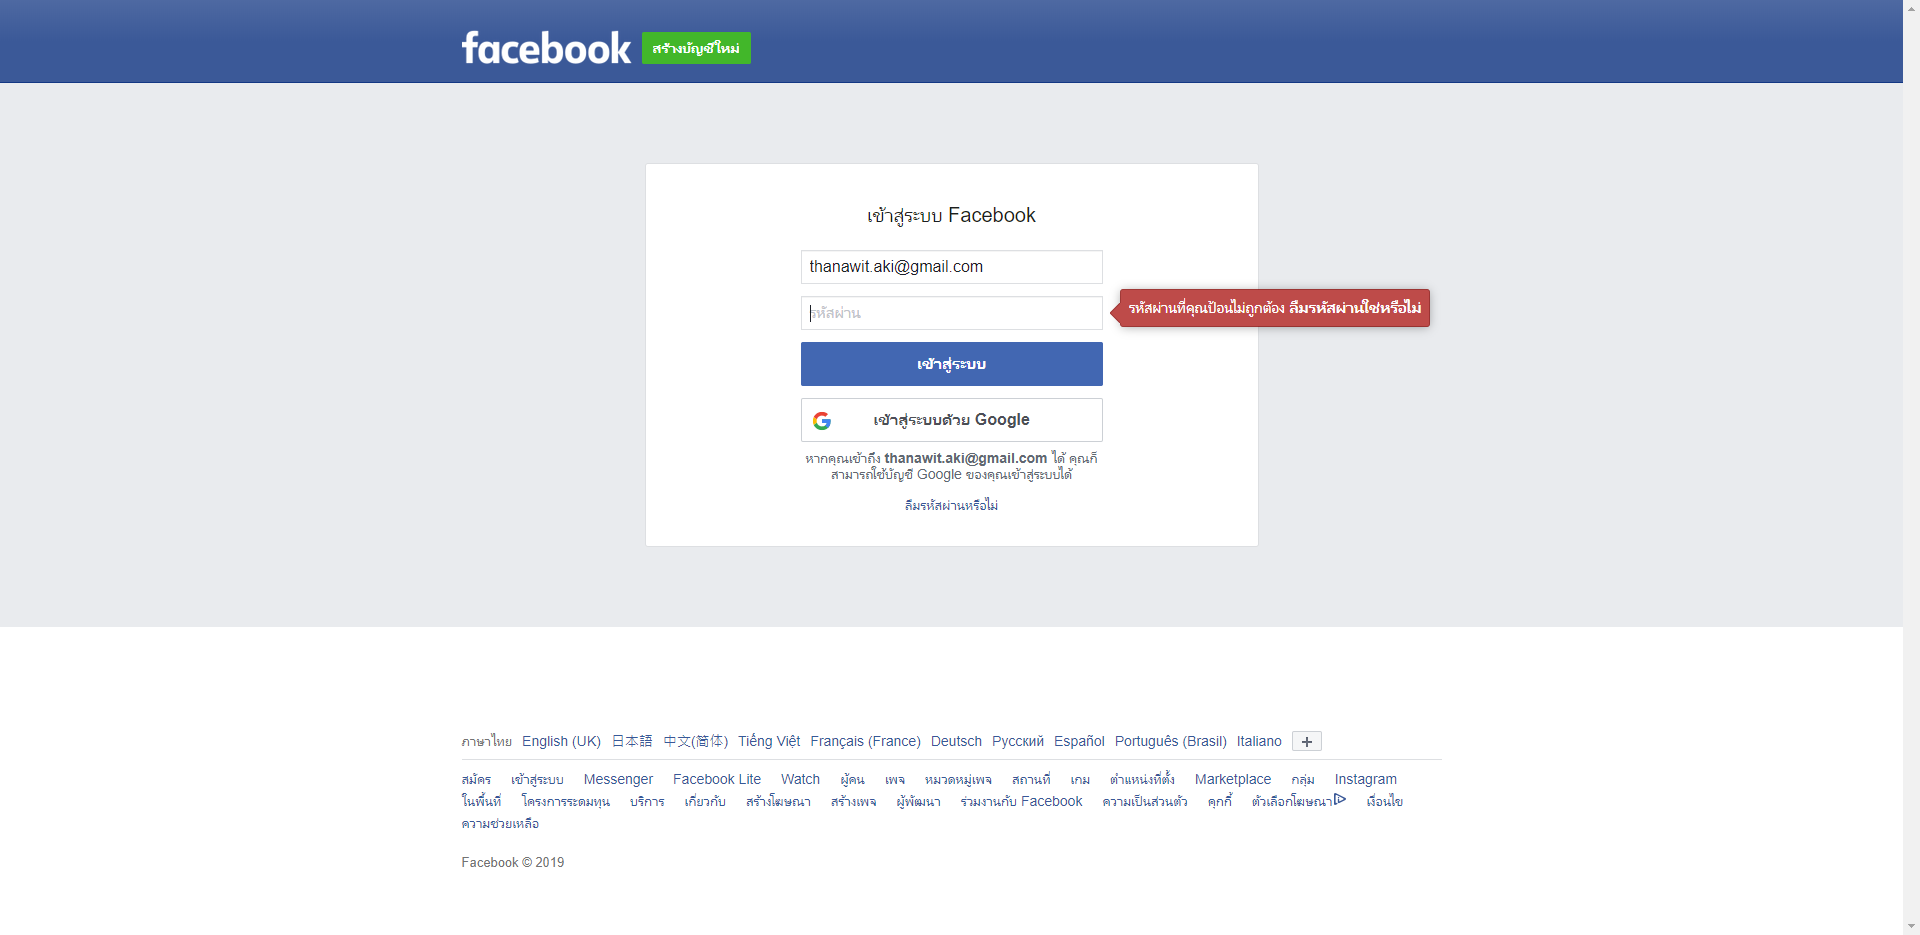 facebook
สร้างบัญชีใหม่
เข้าสู่ระบบ Facebook
thanawit.aki@gmail.com
รหัสผ่าน
รหัสผ่านที่คุณป้อนไม่ถูกต้อง ลืมรหัสผ่านใช่หรือไม่
เข้าสู่ระบบ
เข้าสู่ระบบด้วย Google
หากคุณเข้าถึง thanawit.aki@gmail.com ได้ คุณก็
สามารถใช้บัญชี Google ของคุณเข้าสู่ระบบได้
ลืมรหัสผ่านหรือไม่
ภาษาไทย English (UK) 日本語 中文(简体) Tiếng Việt Français (France) Deutsch Русский Español Português (Brasil) Italiano +
สมัคร เข้าสู่ระบบ Messenger Facebook Lite Watch ผู้คน เพจ หมวดหมู่เพจ สถานที่ เกม ตำแหน่งที่ตั้ง Marketplace กลุ่ม Instagram
ในพื้นที่ โครงการระดมทุน บริการ เกี่ยวกับ สร้างโฆษณา สร้างเพจ ผู้พัฒนา ร่วมงานกับ Facebook ความเป็นส่วนตัว คุกกี้ ตัวเลือกโฆษณา เงื่อนไข
ความช่วยเหลือ
Facebook © 2019